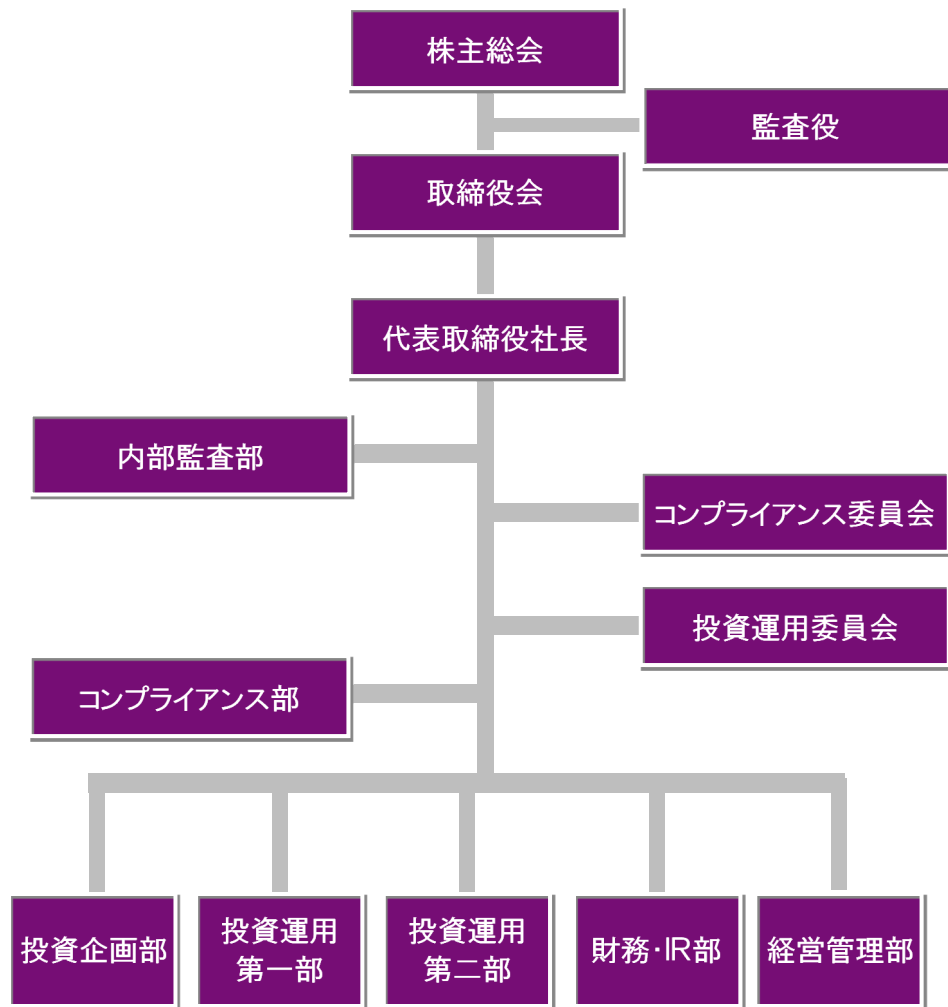 株主総会
監査役
取締役会
代表取締役社長
内部監査部
コンプライアンス委員会
投資運用委員会
コンプライアンス部
投資企画部
投資運用
第一部
投資運用
第二部
財務・IR部
経営管理部